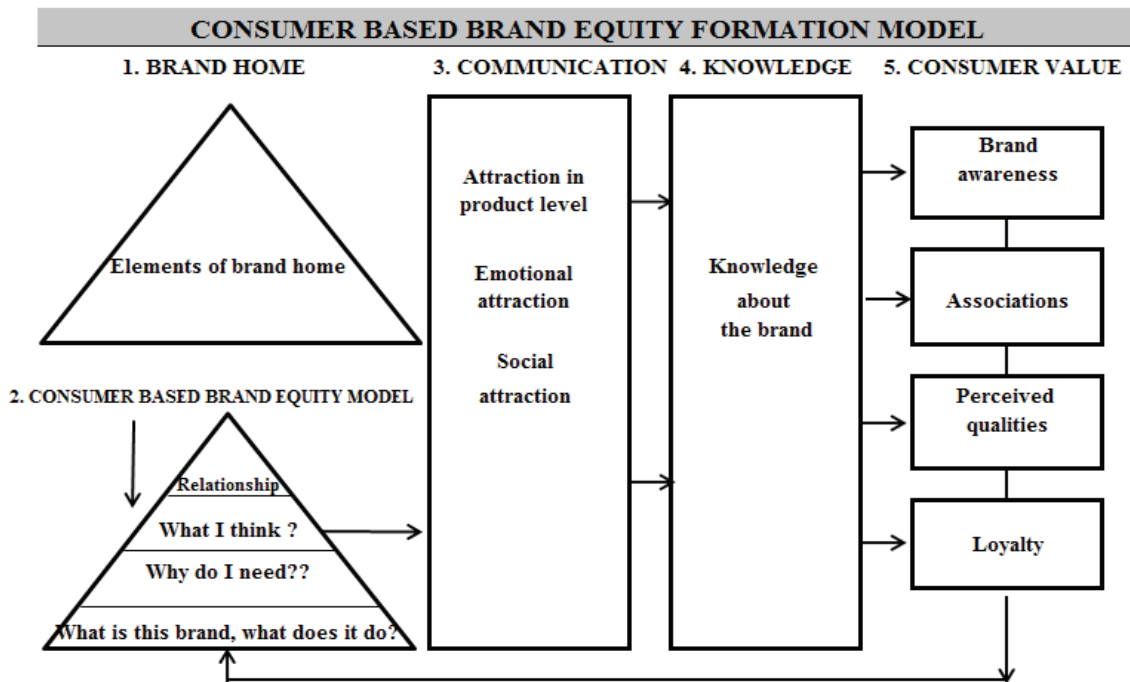 CONSUMER BASED BRAND EQUITY FORMATION MODEL
1. BRAND HOME
3. COMMUNICATION
4. KNOWLEDGE
5. CONSUMER VALUE
Elements of brand home
2. CONSUMER BASED BRAND EQUITY MODEL
Relationship
What I think ?
Why do I need??
What is this brand, what does it do?
Attraction in
product level
Emotional
attraction
Social
attraction
Knowledge
about
the brand
Brand
awareness
Associations
Perceived
qualities
Loyalty